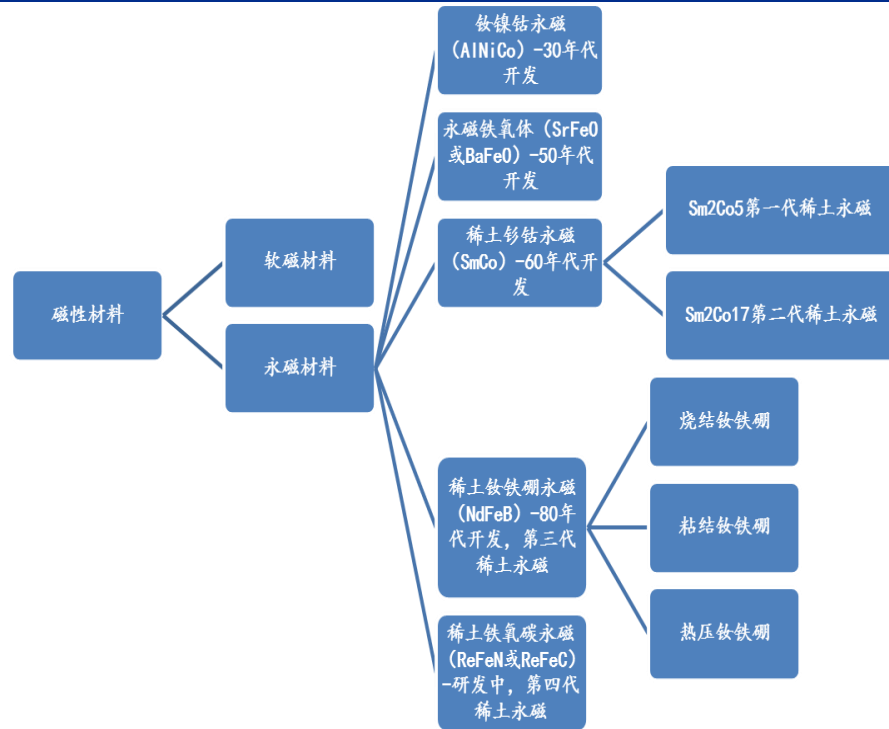 钕镍钴永磁
（AlNiCo）-30年代
开发
永磁铁氧体（SrFeO
或BaFeO）-50年代
开发
稀土钐钴永磁
（SmCo）-60年代开
发
Sm2Co5第一代稀土永磁
Sm2Co17第二代稀土永磁
软磁材料
磁性材料
永磁材料
稀土钕铁硼永磁
（NdFeB）-80年
代开发，第三代
稀土永磁
烧结钕铁硼
粘结钕铁硼
热压钕铁硼
稀土铁氧碳永磁
（ReFeN或ReFeC）
-研发中，第四代
稀土永磁